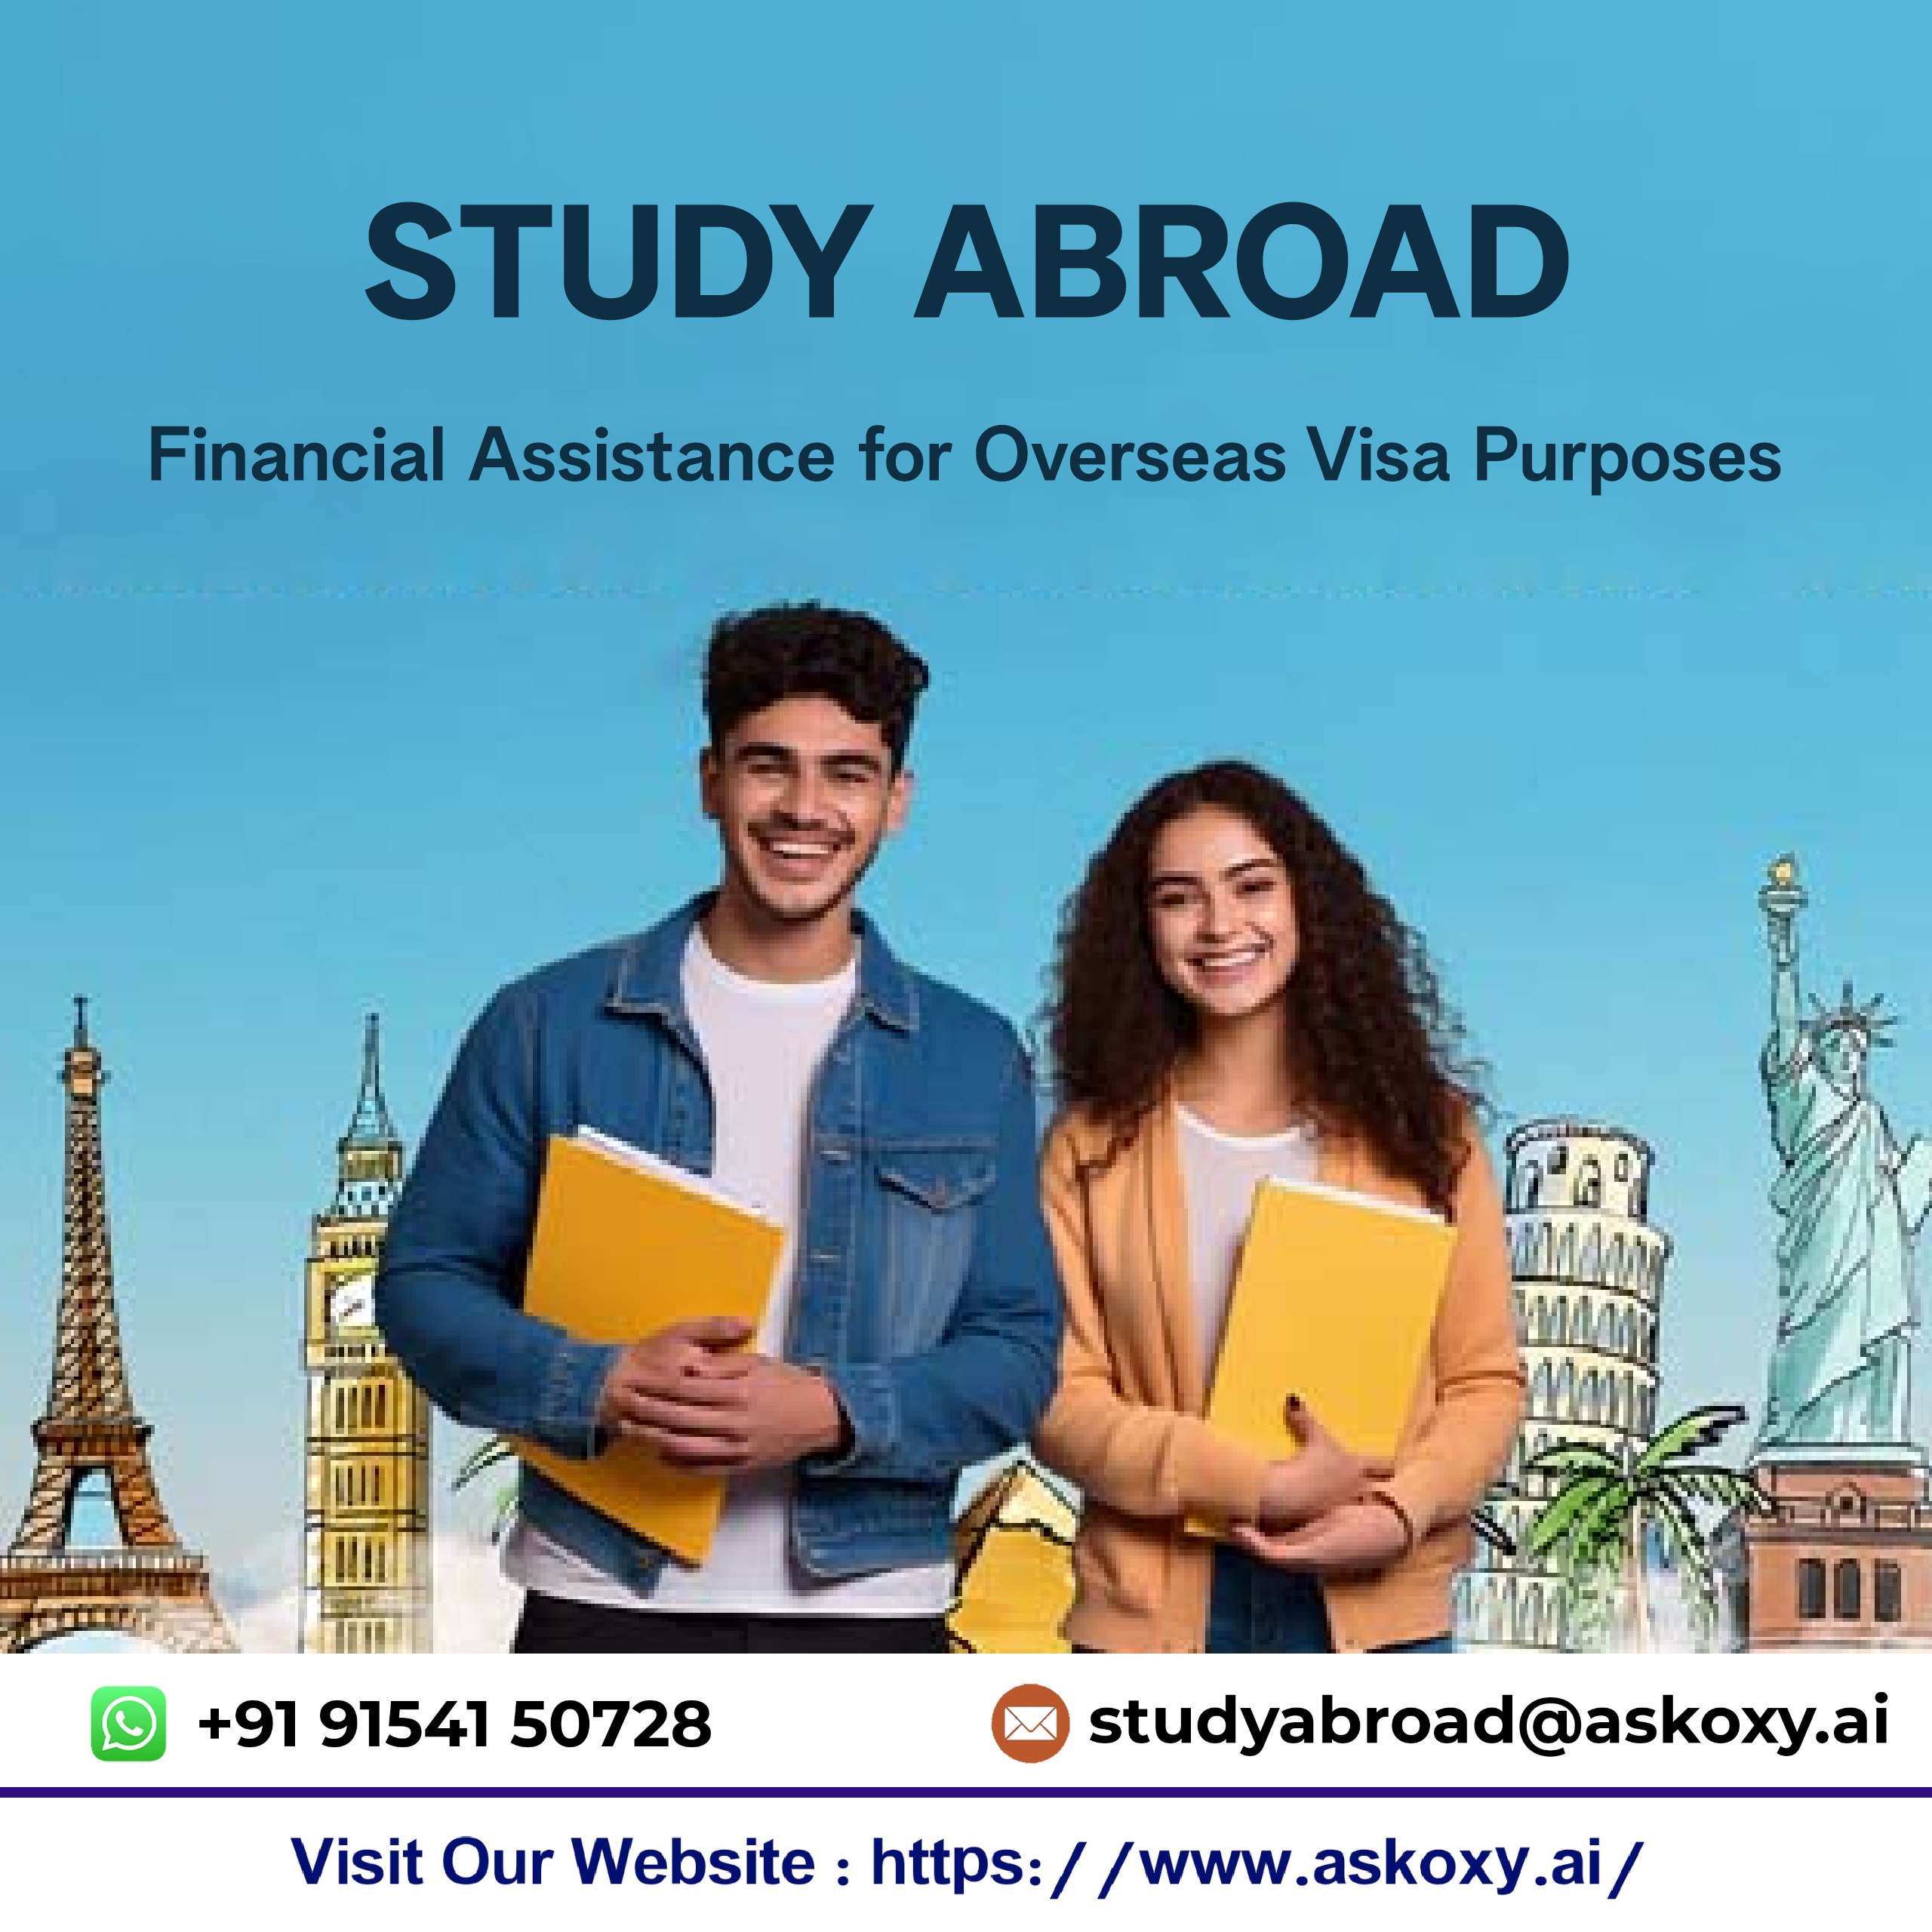 STUDY ABROAD
Financial Assistance for Overseas Visa Purposes
+91 91541 50728
studyabroad@askoxy.ai
Visit Our Website : https://www.askoxy.ai/